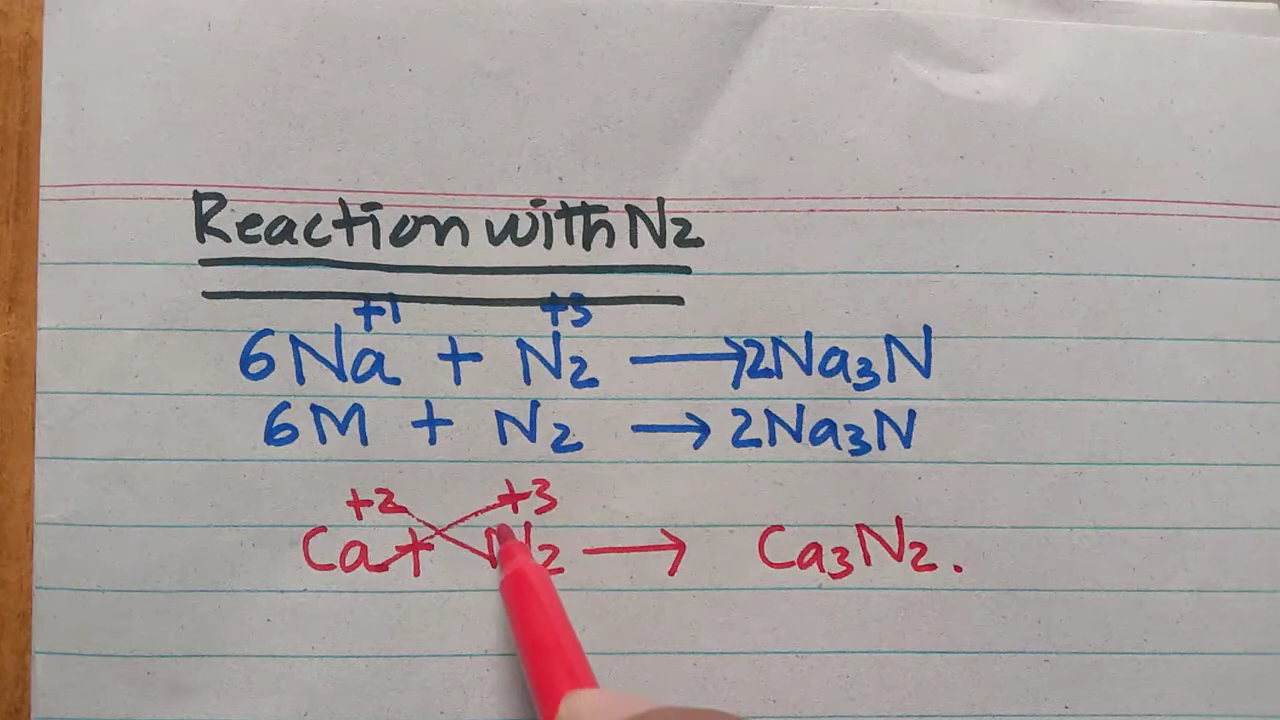 Reaction with N₂
+1 +3
6Na + N₂ → 2Na₃N
6M + N₂ → 2Na₃N
+2 +3
Ca + N₂ → Ca₃N₂.